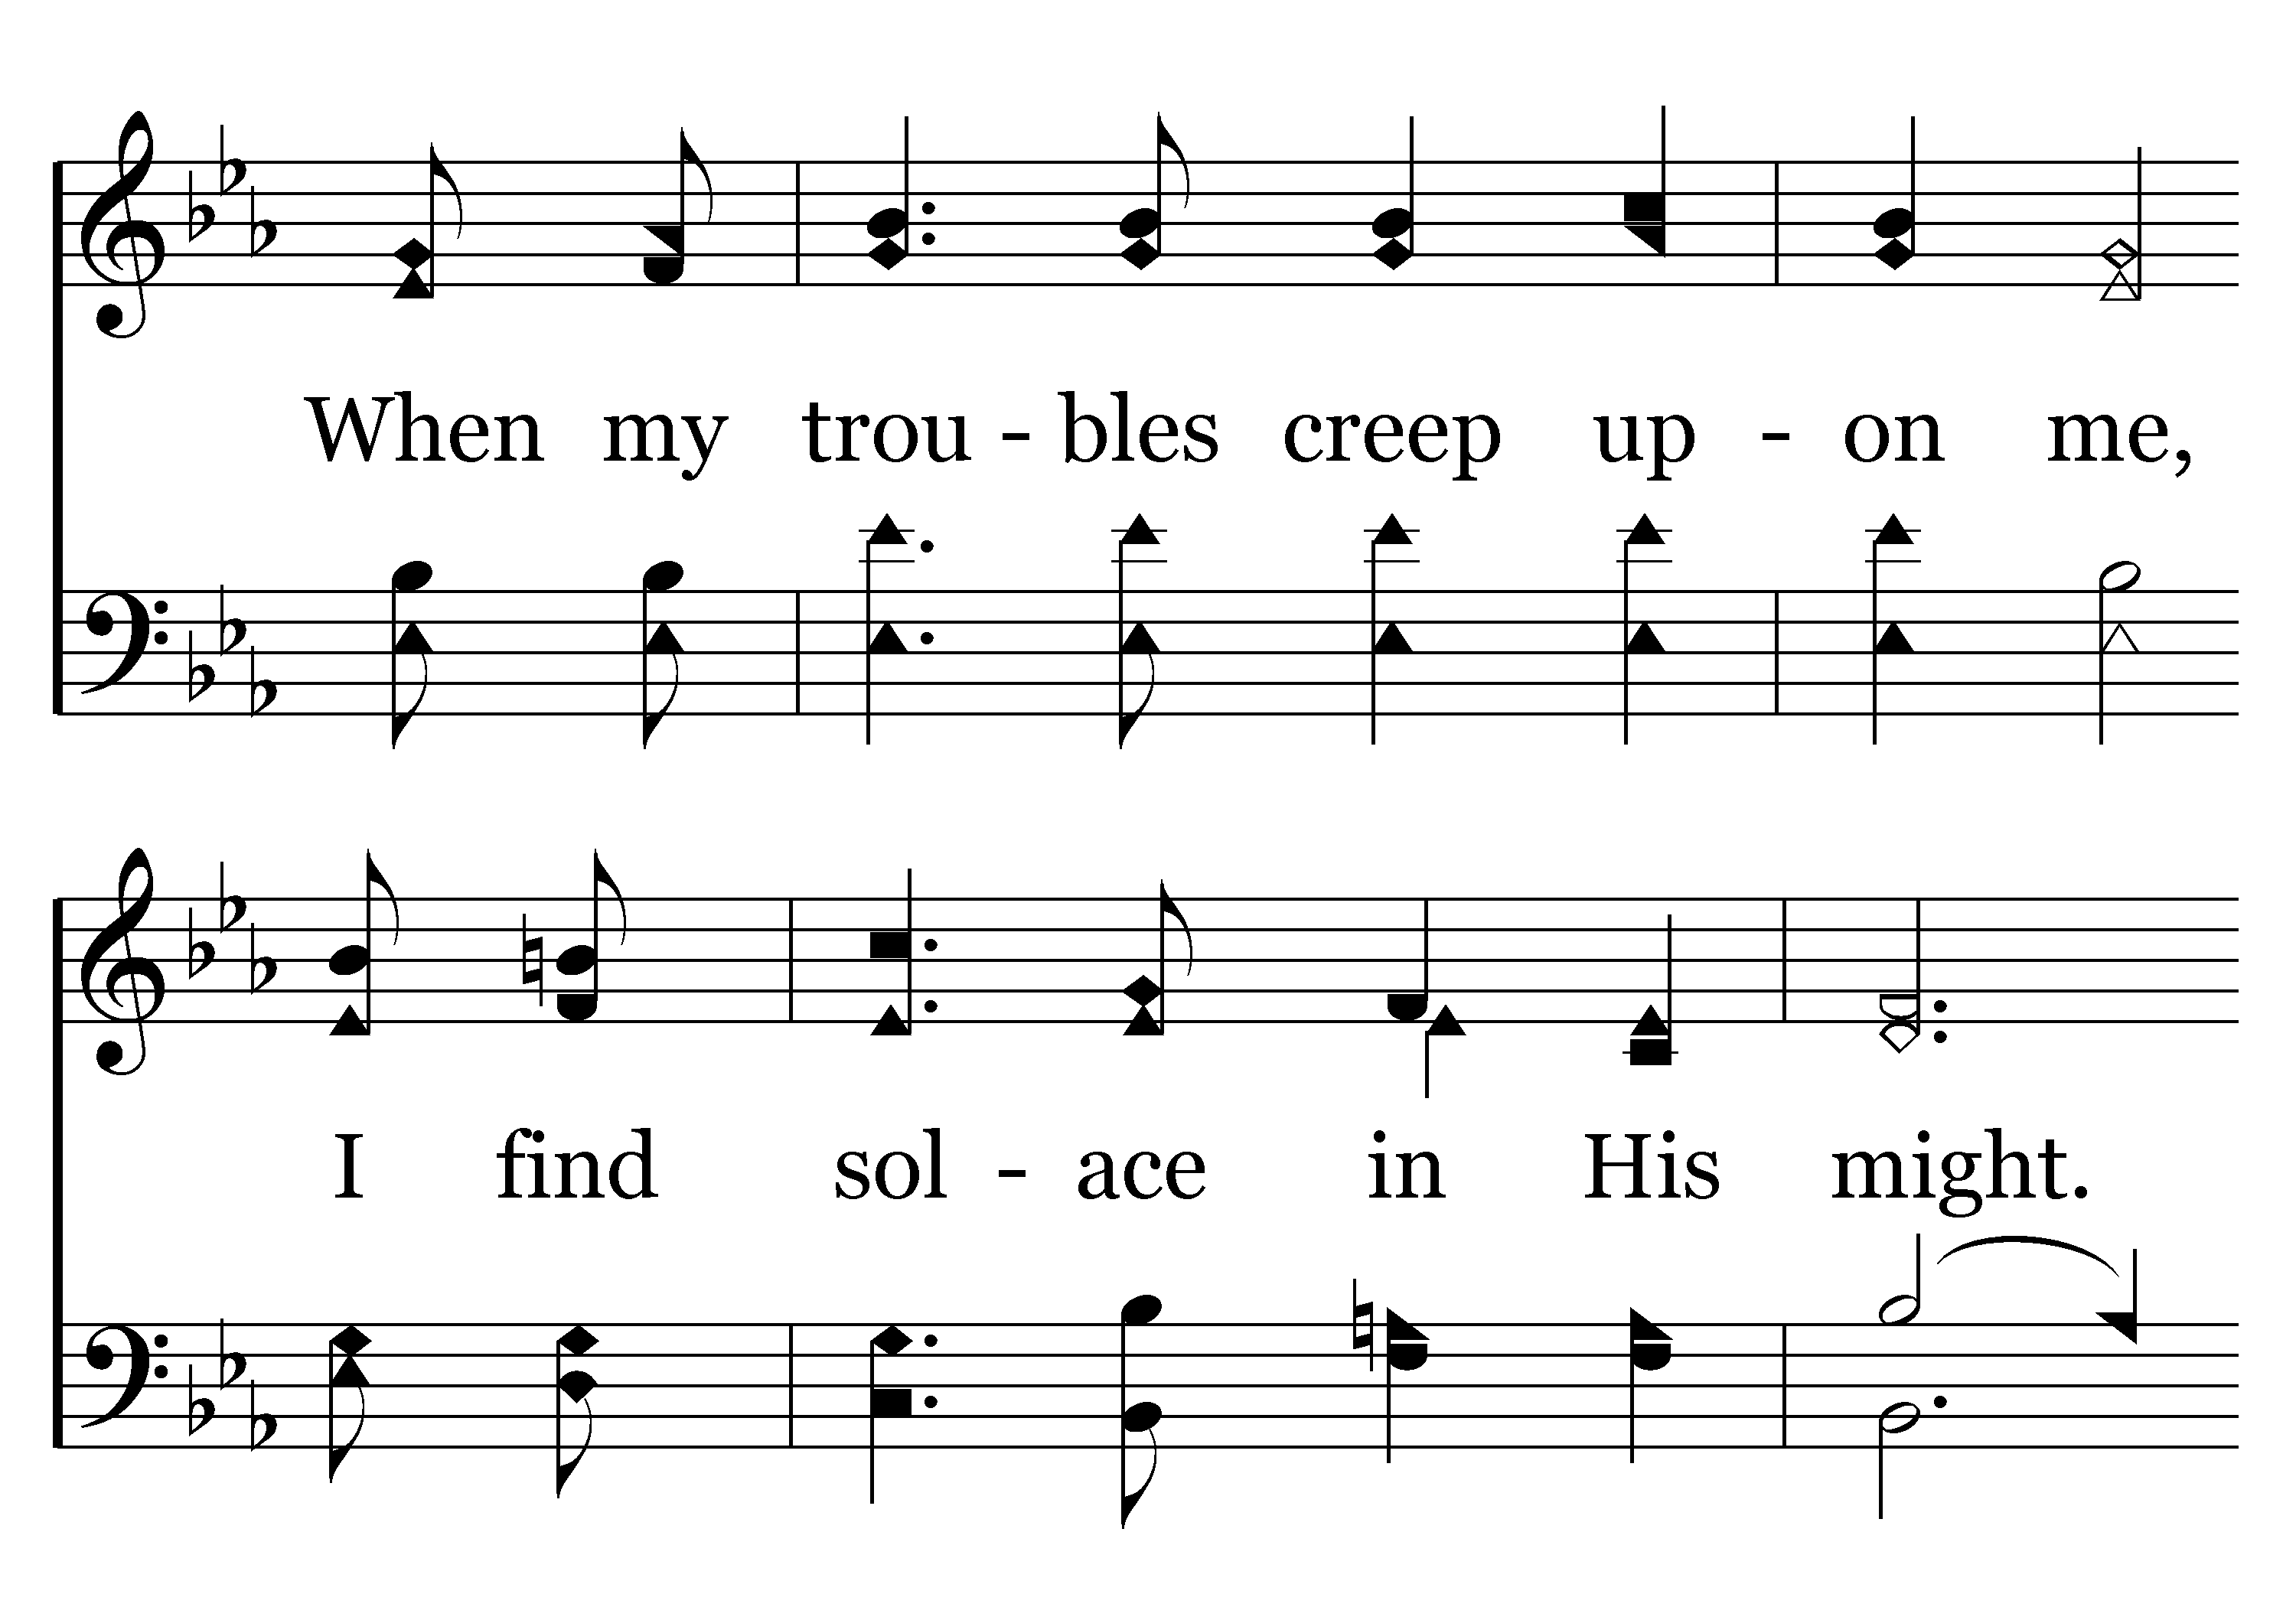 When my trou - bles creep up - on me,
I find sol - ace in His might.